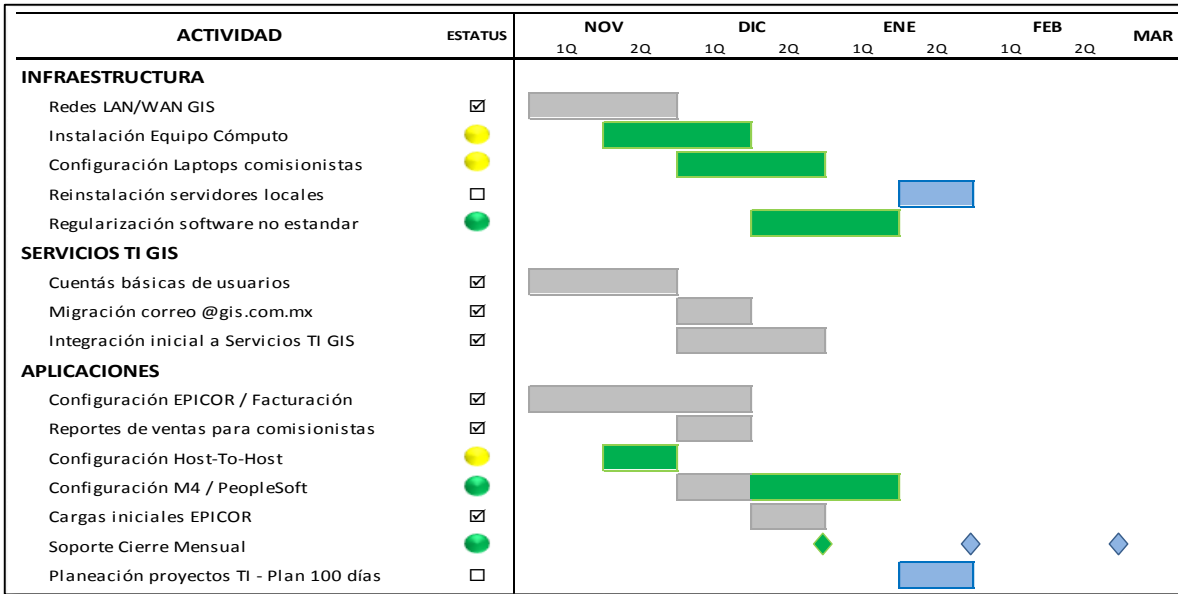 ACTIVIDAD ESTATUS NOV DIC ENE FEB MAR
1Q 2Q 1Q 2Q 1Q 2Q 1Q 2Q
INFRAESTRUCTURA
Redes LAN/WAN GIS
Instalación Equipo Cómputo
Configuración Laptops comisionistas
Reinstalación servidores locales
Regularización software no estandar
SERVICIOS TI GIS
Cuentás básicas de usuarios
Migración correo @gis.com.mx
Integración inicial a Servicios TI GIS
APLICACIONES
Configuración EPICOR / Facturación
Reportes de ventas para comisionistas
Configuración Host-To-Host
Configuración M4 / PeopleSoft
Cargas iniciales EPICOR
Soporte Cierre Mensual
Planeación proyectos TI - Plan 100 días